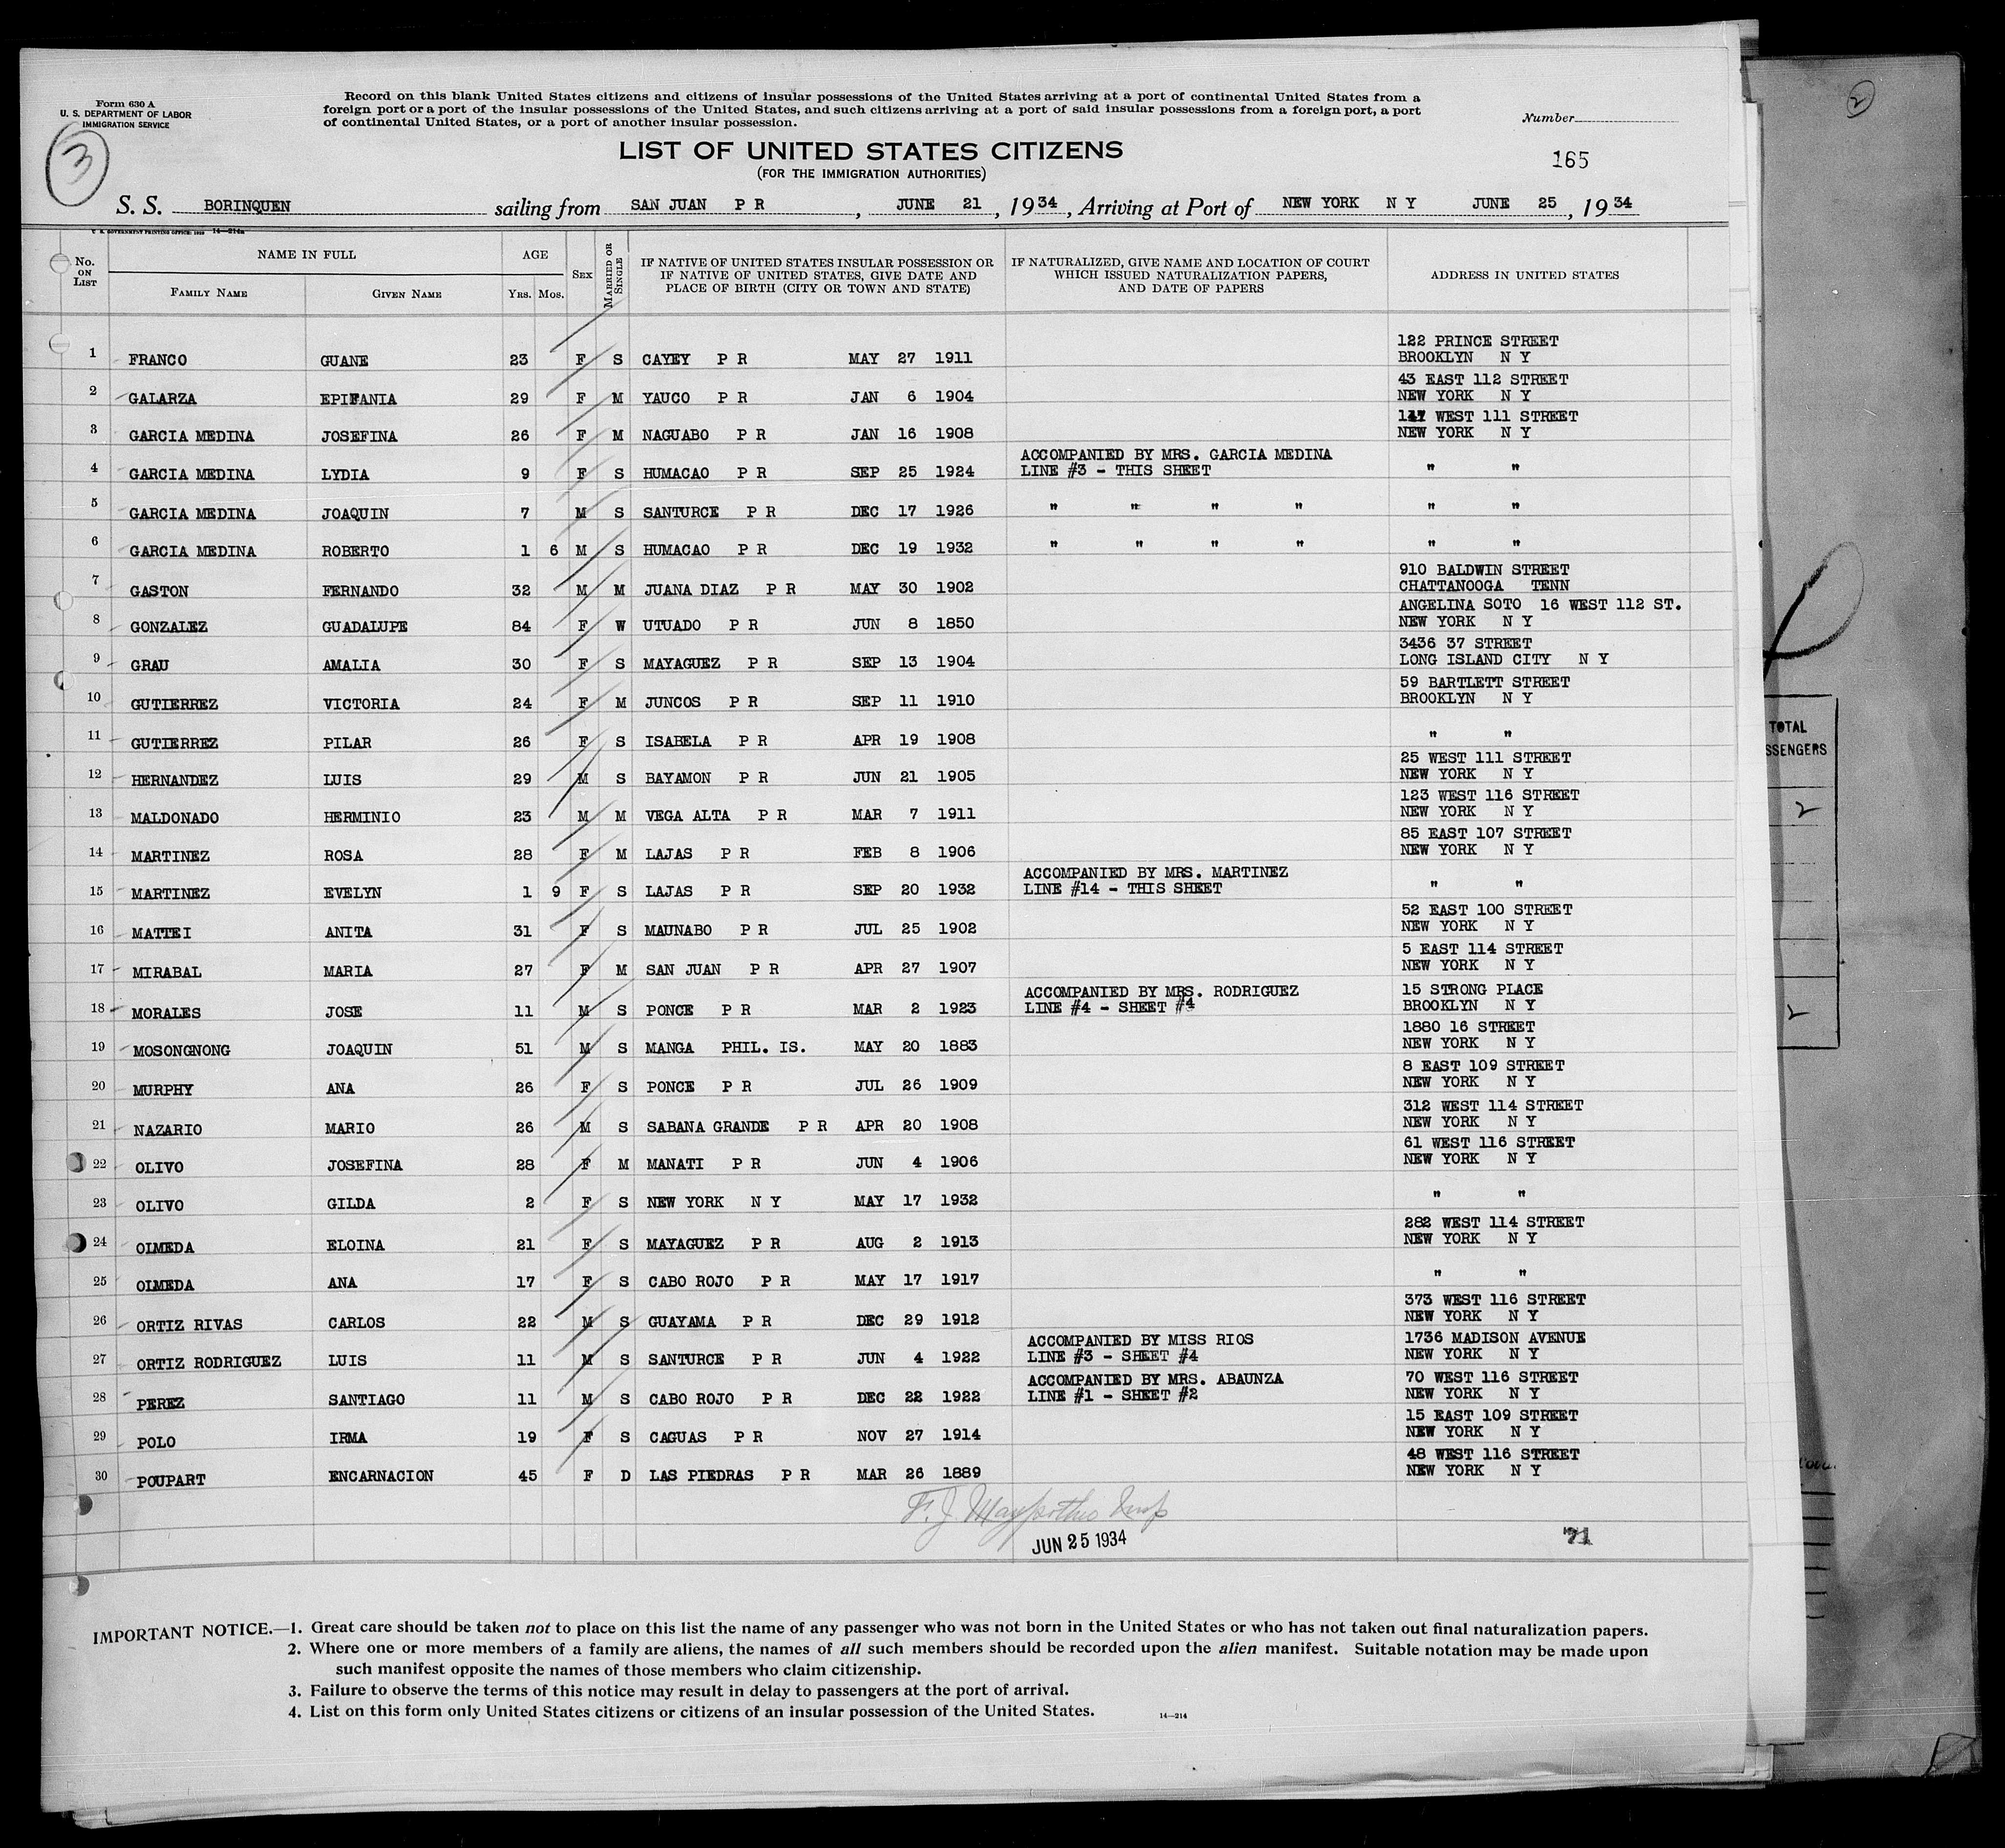 Form 630 A
U. S. DEPARTMENT OF LABOR
IMMIGRATION SERVICE
3
Record on this blank United States citizens and citizens of insular possessions of the United States arriving at a port of continental United States from a
foreign port or a port of the insular possessions of the United States, and such citizens arriving at a port of said insular possessions from a foreign port, a port
of continental United States, or a port of another insular possession.
Number
LIST OF UNITED STATES CITIZENS
(FOR THE IMMIGRATION AUTHORITIES)
165
2
S. S. BORINQUEN sailing from SAN JUAN P R, JUNE 21, 1934, Arriving at Port of NEW YORK N Y JUNE 25, 1934
14—214a
No. ON LIST NAME IN FULL AGE SEX MARRIED OR SINGLE IF NATIVE OF UNITED STATES INSULAR POSSESSION OR IF NATIVE OF UNITED STATES, GIVE DATE AND PLACE OF BIRTH (CITY OR TOWN AND STATE) IF NATURALIZED, GIVE NAME AND LOCATION OF COURT WHICH ISSUED NATURALIZATION PAPERS, AND DATE OF PAPERS ADDRESS IN UNITED STATES
FAMILY NAME GIVEN NAME YRS. MOS.
1 FRANCO GUANE 23 F S CAYEY P R MAY 27 1911 122 PRINCE STREET BROOKLYN N Y
2 GALARZA EPIFANIA 29 F M YAUCO P R JAN 6 1904 43 EAST 112 STREET NEW YORK N Y
3 GARCIA MEDINA JOSEFINA 26 F M NAGUABO P R JAN 16 1908 WEST 111 STREET NEW YORK N Y
4 GARCIA MEDINA LYDIA 9 F S HUMACAO P R SEP 25 1924 ACCOMPANIED BY MRS. GARCIA MEDINA LINE #3 - THIS SHEET " "
5 GARCIA MEDINA JOAQUIN 7 M S SANTURCE P R DEC 17 1926 " " " " " "
6 GARCIA MEDINA ROBERTO 1 6 M S HUMACAO P R DEC 19 1932 " " " " " "
7 GASTON FERNANDO 32 M M JUANA DIAZ P R MAY 30 1902 910 BALDWIN STREET CHATTANOOGA TENN
8 GONZALEZ GUADALUPE 84 F W UTUADO P R JUN 8 1850 ANGELINA SOTO 16 WEST 112 ST. NEW YORK N Y
9 GRAU AMALIA 30 F S MAYAGUEZ P R SEP 13 1904 3436 37 STREET LONG ISLAND CITY N Y
10 GUTIERREZ VICTORIA 24 F M JUNCOS P R SEP 11 1910 59 BARTLETT STREET BROOKLYN N Y
11 GUTIERREZ PILAR 26 F S ISABELA P R APR 19 1908 " "
12 HERNANDEZ LUIS 29 M S BAYAMON P R JUN 21 1905 25 WEST 111 STREET NEW YORK N Y
13 MALDONADO HERMINIO 23 M M VEGA ALTA P R MAR 7 1911 123 WEST 116 STREET NEW YORK N Y
14 MARTINEZ ROSA 28 F M LAJAS P R FEB 8 1906 85 EAST 107 STREET NEW YORK N Y
15 MARTINEZ EVELYN 1 9 F S LAJAS P R SEP 20 1932 ACCOMPANIED BY MRS. MARTINEZ LINE #14 - THIS SHEET " "
16 MATTEI ANITA 31 F S MAUNABO P R JUL 25 1902 52 EAST 100 STREET NEW YORK N Y
17 MIRABAL MARIA 27 F M SAN JUAN P R APR 27 1907 5 EAST 114 STREET NEW YORK N Y
18 MORALES JOSE 11 M S PONCE P R MAR 2 1923 ACCOMPANIED BY MRS. RODRIGUEZ LINE #4 - SHEET #4 15 STRONG PLACE BROOKLYN N Y
19 MOSONGNONG JOAQUIN 51 M S MANGA PHIL. IS. MAY 20 1883 1880 16 STREET NEW YORK N Y
20 MURPHY ANA 26 F S PONCE P R JUL 26 1909 8 EAST 109 STREET NEW YORK N Y
21 NAZARIO MARIO 26 M S SABANA GRANDE P R APR 20 1908 312 WEST 114 STREET NEW YORK N Y
22 OLIVO JOSEFINA 28 F M MANATI P R JUN 4 1906 61 WEST 116 STREET NEW YORK N Y
23 OLIVO GILDA 2 F S NEW YORK N Y MAY 17 1932 " "
24 OLMEDA ELOINA 21 F S MAYAGUEZ P R AUG 2 1913 282 WEST 114 STREET NEW YORK N Y
25 OLMEDA ANA 17 F S CABO ROJO P R MAY 17 1917 " "
26 ORTIZ RIVAS CARLOS 22 M S GUAYAMA P R DEC 29 1912 373 WEST 116 STREET NEW YORK N Y
27 ORTIZ RODRIGUEZ LUIS 11 M S SANTURCE P R JUN 4 1922 ACCOMPANIED BY MISS RIOS LINE #3 - SHEET #4 1736 MADISON AVENUE NEW YORK N Y
28 PEREZ SANTIAGO 11 M S CABO ROJO P R DEC 22 1922 ACCOMPANIED BY MRS. ABAUNZA LINE #1 - SHEET #2 70 WEST 116 STREET NEW YORK N Y
29 POLO IRMA 19 F S CAGUAS P R NOV 27 1914 15 EAST 109 STREET NEW YORK N Y
30 POUPART ENCARNACION 45 F D LAS PIEDRAS P R MAR 26 1889 48 WEST 116 STREET NEW YORK N Y
F. J.
JUN 25 1934
71
TOTAL
SSENGERS
2
2
IMPORTANT NOTICE.—1. Great care should be taken not to place on this list the name of any passenger who was not born in the United States or who has not taken out final naturalization papers.
2. Where one or more members of a family are aliens, the names of all such members should be recorded upon the alien manifest. Suitable notation may be made upon
such manifest opposite the names of those members who claim citizenship.
3. Failure to observe the terms of this notice may result in delay to passengers at the port of arrival.
4. List on this form only United States citizens or citizens of an insular possession of the United States.
14—214